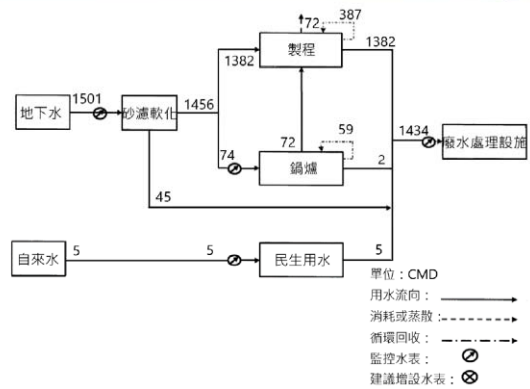 72 387
製程
1382 1382
地下水 1501 砂濾軟化 1456
72 59 1434 廢水處理設施
74 鍋爐 2
45
自來水 5 5 民生用水 5
單位：CMD
用水流向：
消耗或蒸散：
循環回收：
監控水表：
建議增設水表：